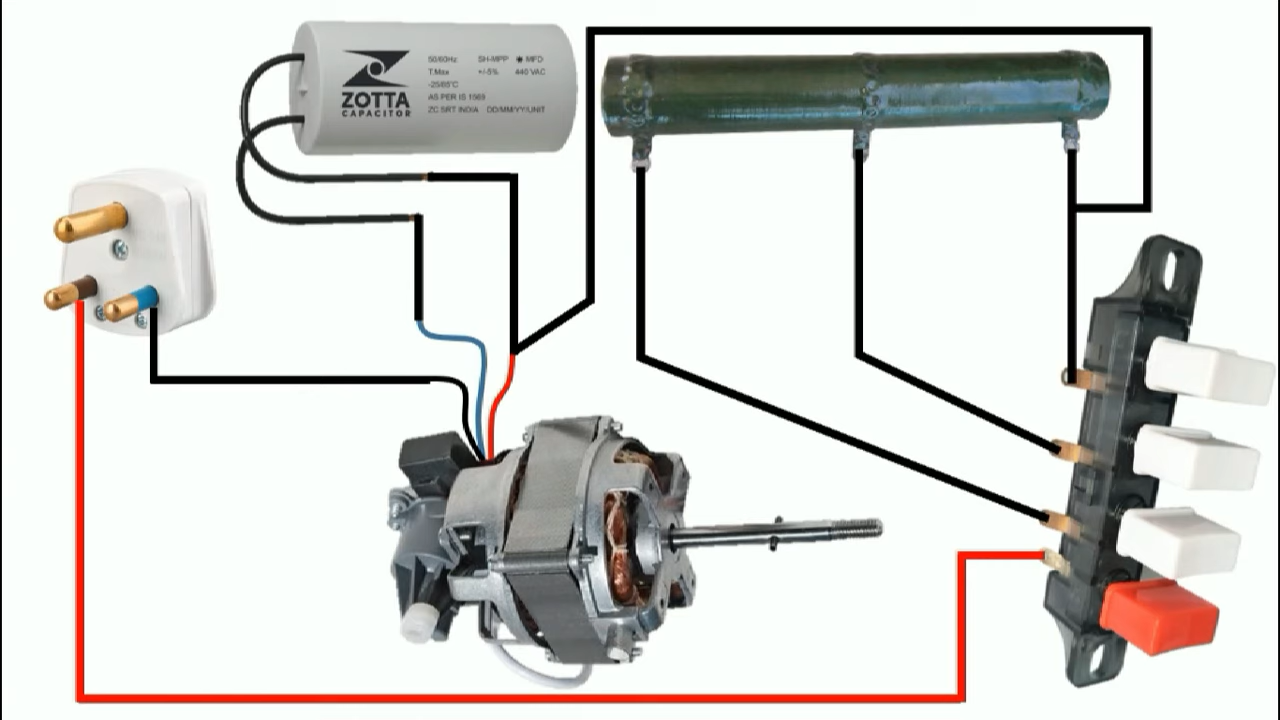 ZOTTA
CAPACITOR
50/60Hz SH-MPP ✱ MFD
T.Max +/-5% 440 VAC
-25/85°C
AS PER IS 1569
ZC SRT INDIA DD/MM/YY/UNIT